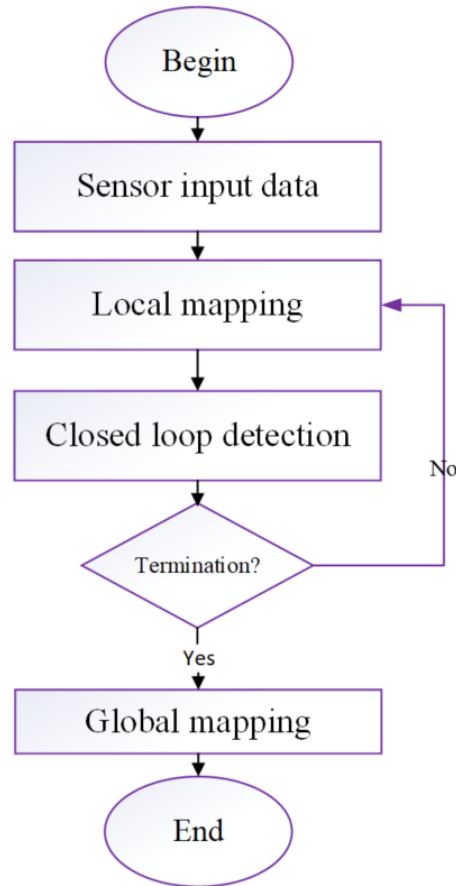 Begin
Sensor input data
Local mapping
Closed loop detection
No
Termination?
Yes
Global mapping
End